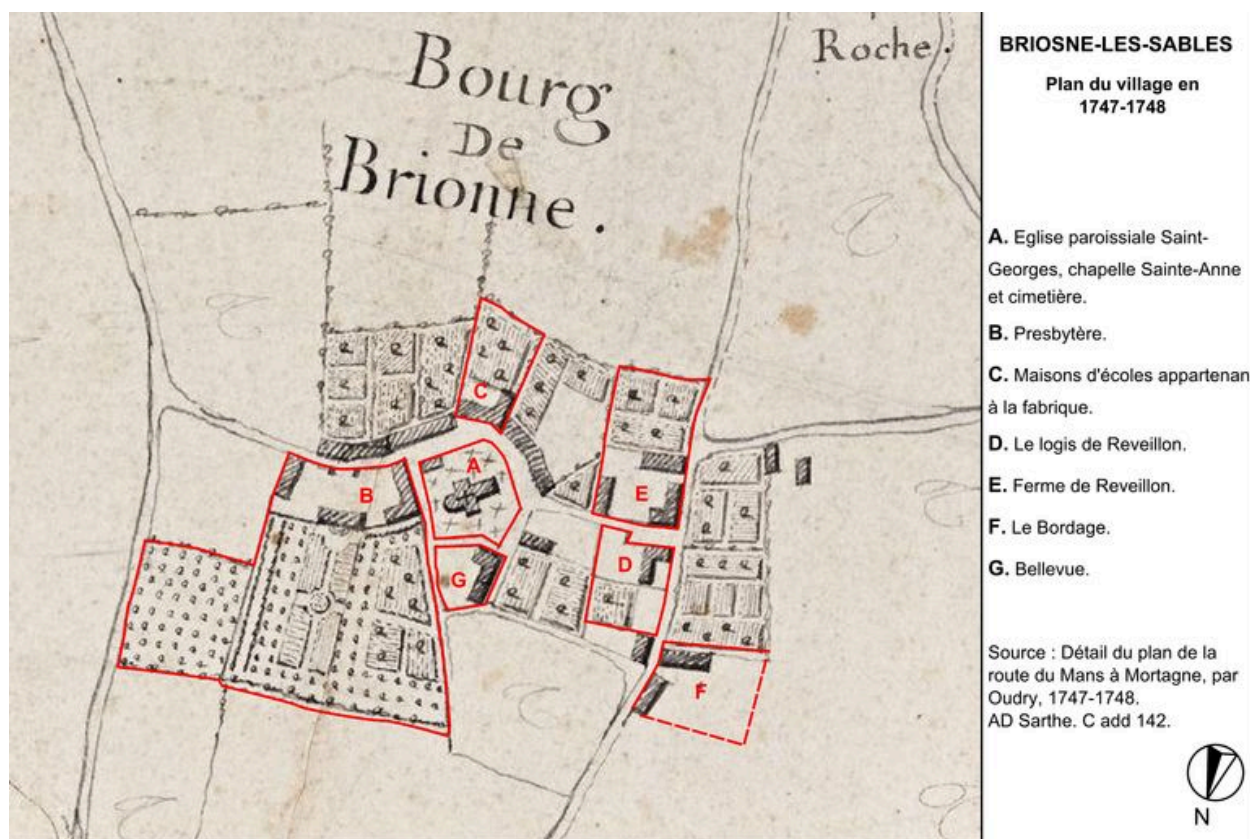 Bourg
De
Brionne.
Roche.
A
B
C
D
E
F
G
BRIOSNE-LES-SABLES
Plan du village en
1747-1748
A. Eglise paroissiale Saint-
Georges, chapelle Sainte-Anne
et cimetière.
B. Presbytère.
C. Maisons d'écoles appartenan
à la fabrique.
D. Le logis de Reveillon.
E. Ferme de Reveillon.
F. Le Bordage.
G. Bellevue.
Source : Détail du plan de la
route du Mans à Mortagne, par
Oudry, 1747-1748.
AD Sarthe. C add 142.
N